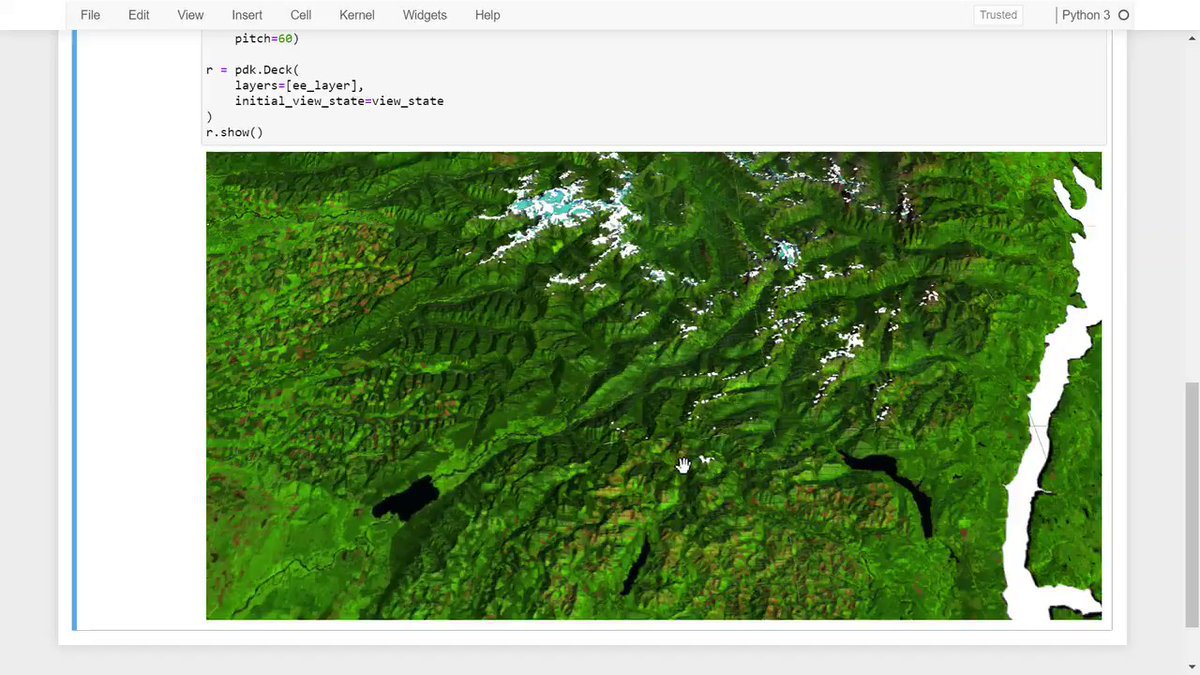 File Edit View Insert Cell Kernel Widgets Help Trusted Python 3
pitch=60)
r = pdk.Deck(
layers=[ee_layer],
initial_view_state=view_state
)
r.show()